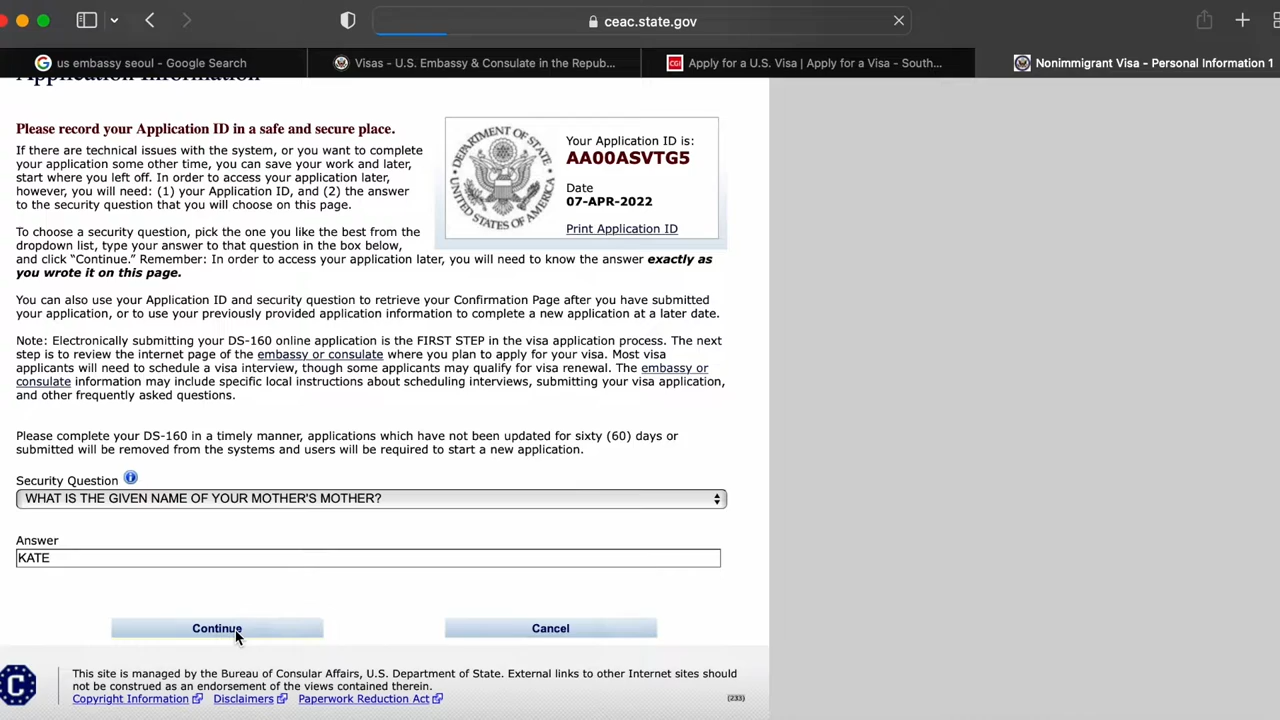 ceac.state.gov
us embassy seoul - Google Search
Visas - U.S. Embassy & Consulate in the Repub...
CGI
Apply for a U.S. Visa | Apply for a Visa - South...
Nonimmigrant Visa - Personal Information 1
Application Information
Please record your Application ID in a safe and secure place.
If there are technical issues with the system, or you want to complete
your application some other time, you can save your work and later,
start where you left off. In order to access your application later,
however, you will need: (1) your Application ID, and (2) the answer
to the security question that you will choose on this page.
DEPARTMENT OF STATE
UNITED STATES OF AMERICA
Your Application ID is:
AA00ASVTG5
Date
07-APR-2022
Print Application ID
To choose a security question, pick the one you like the best from the
dropdown list, type your answer to that question in the box below,
and click “Continue.” Remember: In order to access your application later, you will need to know the answer exactly as
you wrote it on this page.
You can also use your Application ID and security question to retrieve your Confirmation Page after you have submitted
your application, or to use your previously provided application information to complete a new application at a later date.
Note: Electronically submitting your DS-160 online application is the FIRST STEP in the visa application process. The next
step is to review the internet page of the embassy or consulate where you plan to apply for your visa. Most visa
applicants will need to schedule a visa interview, though some applicants may qualify for visa renewal. The embassy or
consulate information may include specific local instructions about scheduling interviews, submitting your visa application,
and other frequently asked questions.
Please complete your DS-160 in a timely manner, applications which have not been updated for sixty (60) days or
submitted will be removed from the systems and users will be required to start a new application.
Security Question
WHAT IS THE GIVEN NAME OF YOUR MOTHER'S MOTHER?
Answer
KATE
Continue
Cancel
This site is managed by the Bureau of Consular Affairs, U.S. Department of State. External links to other Internet sites should
not be construed as an endorsement of the views contained therein.
Copyright Information Disclaimers Paperwork Reduction Act
(233)